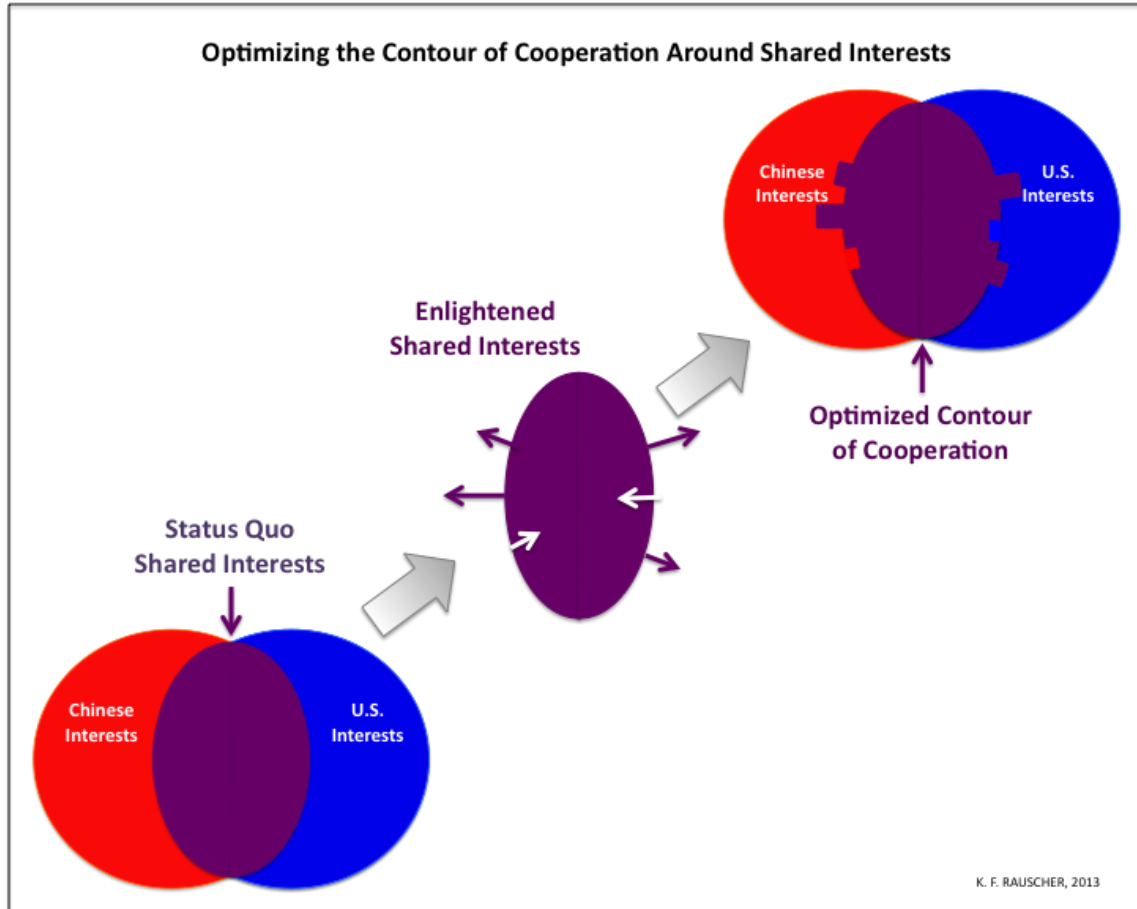 Optimizing the Contour of Cooperation Around Shared Interests
Chinese
Interests
U.S.
Interests
Enlightened
Shared Interests
Optimized Contour
of Cooperation
Status Quo
Shared Interests
Chinese
Interests
U.S.
Interests
K. F. RAUSCHER, 2013